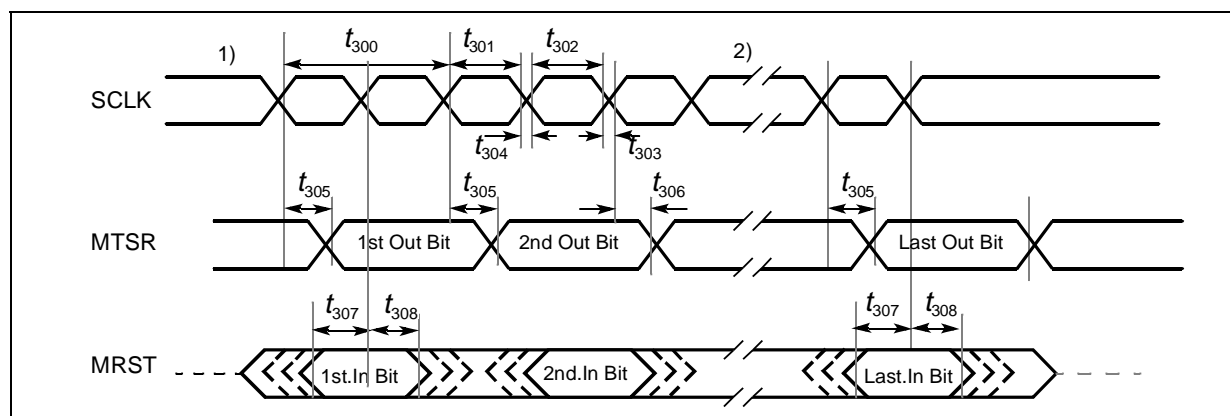 1)
t300
t301
t302
2)
SCLK
t304
t303
t305
t305
t306
t305
MTSR
1st Out Bit
2nd Out Bit
Last Out Bit
t307
t308
t307
t308
MRST
1st.In Bit
2nd.In Bit
Last.In Bit